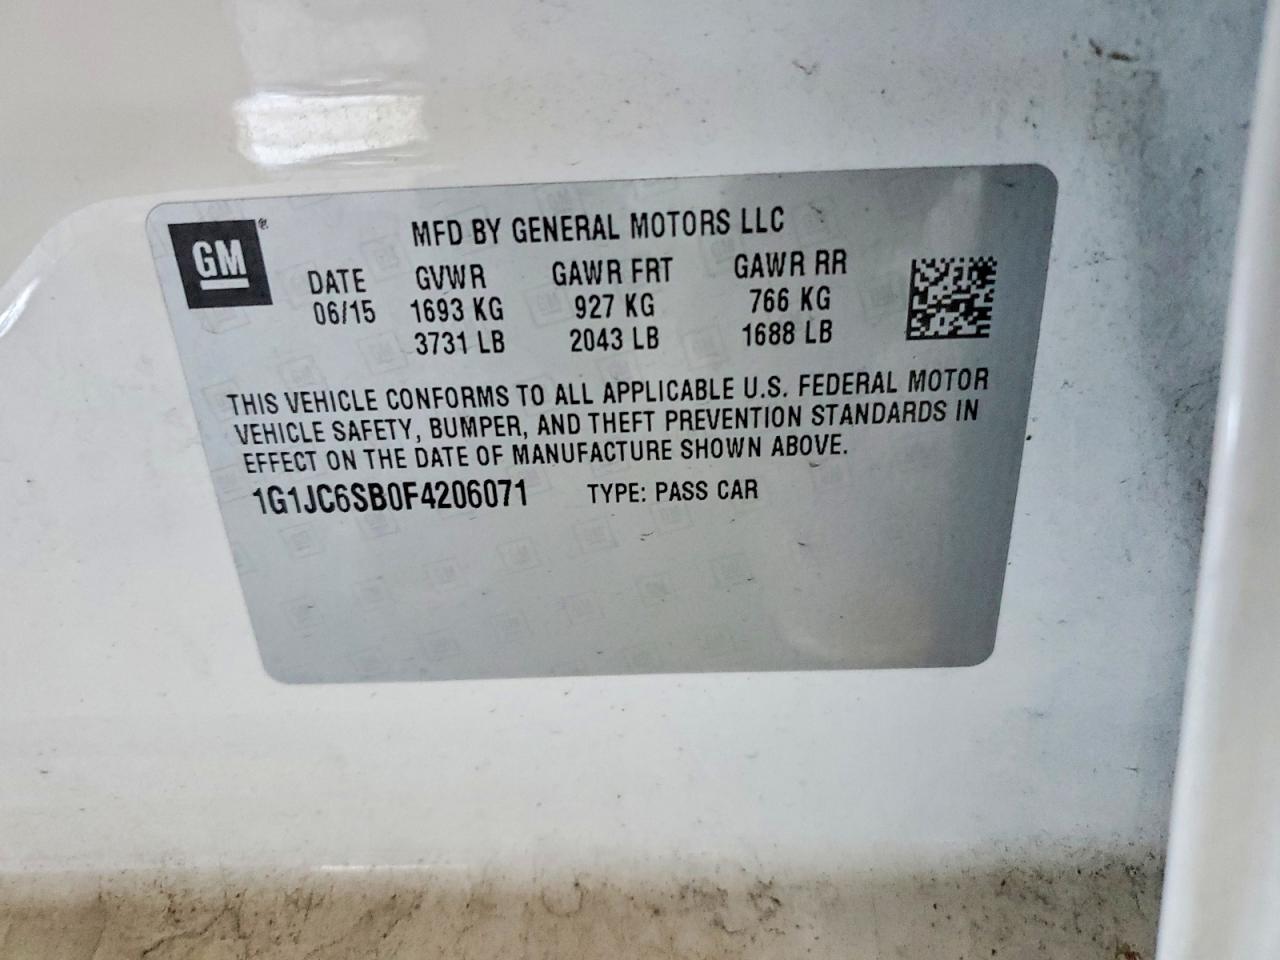 GM®
MFD BY GENERAL MOTORS LLC
DATE GVWR GAWR FRT GAWR RR
06/15 1693 KG 927 KG 766 KG
3731 LB 2043 LB 1688 LB
THIS VEHICLE CONFORMS TO ALL APPLICABLE U.S. FEDERAL MOTOR
VEHICLE SAFETY, BUMPER, AND THEFT PREVENTION STANDARDS IN
EFFECT ON THE DATE OF MANUFACTURE SHOWN ABOVE.
1G1JC6SB0F4206071 TYPE: PASS CAR